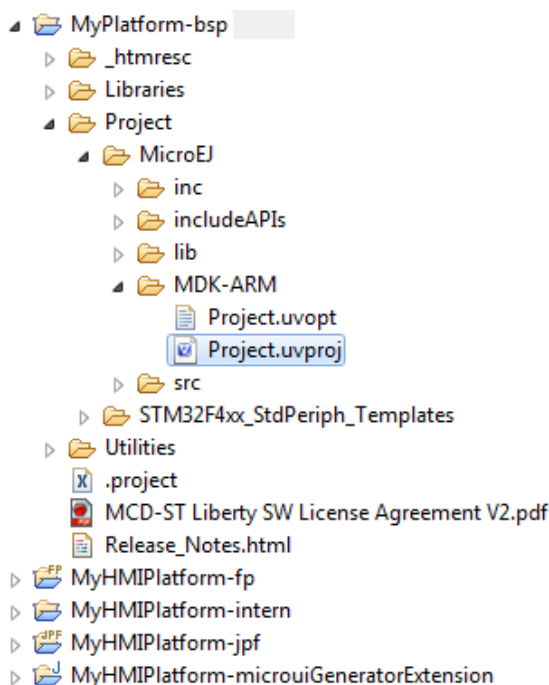 MyPlatform-bsp
_htmresc
Libraries
Project
MicroEJ
inc
includeAPIs
lib
MDK-ARM
Project.uvopt
Project.uvproj
src
STM32F4xx_StdPeriph_Templates
Utilities
.project
MCD-ST Liberty SW License Agreement V2.pdf
Release_Notes.html
MyHMIPlatform-fp
MyHMIPlatform-intern
MyHMIPlatform-jpf
MyHMIPlatform-microuiGeneratorExtension